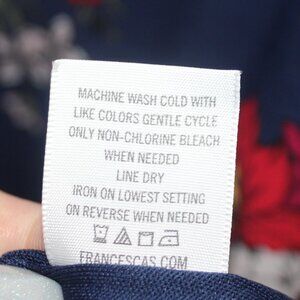 MACHINE WASH COLD WITH
LIKE COLORS GENTLE CYCLE
ONLY NON-CHLORINE BLEACH
WHEN NEEDED
LINE DRY
IRON ON LOWEST SETTING
ON REVERSE WHEN NEEDED
FRANCESCAS.COM